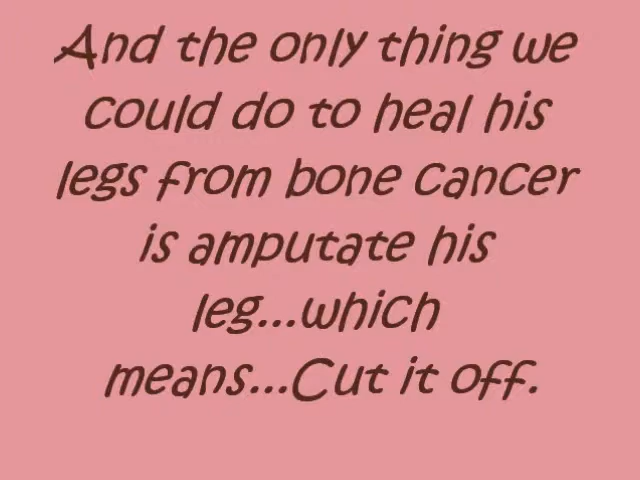 And the only thing we
could do to heal his
legs from bone cancer
is amputate his
leg...which
means...Cut it off.